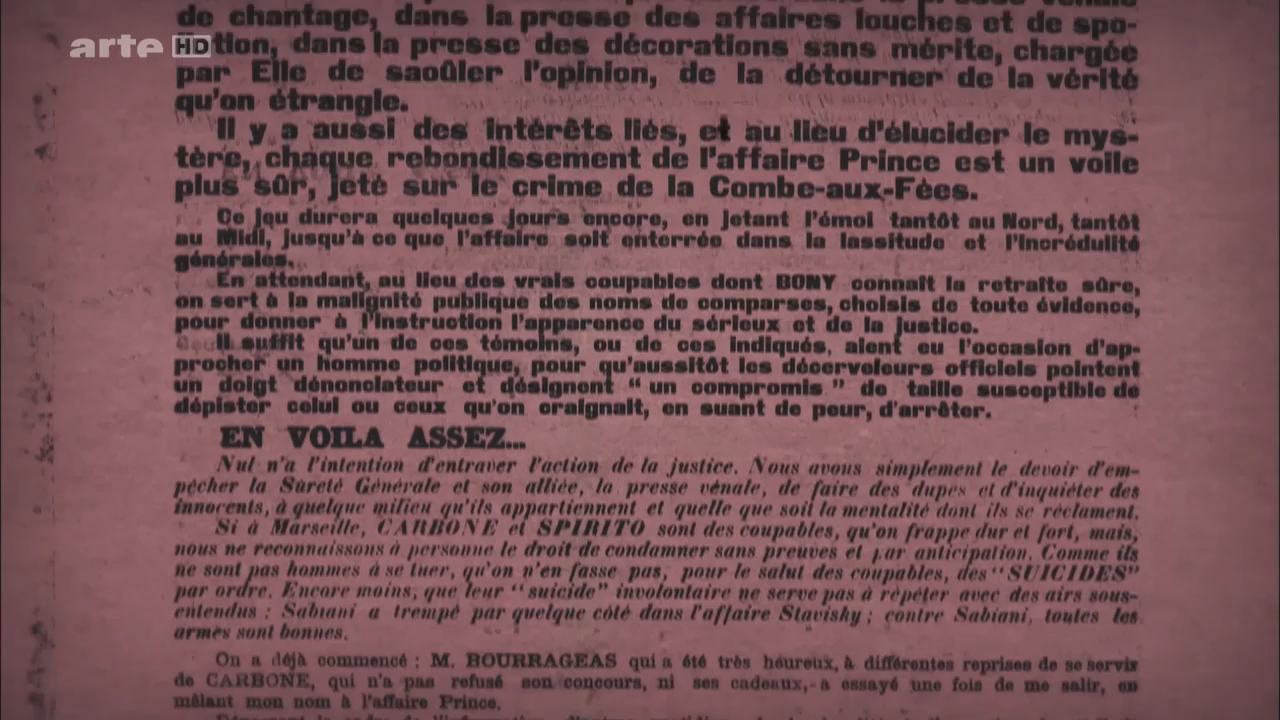 arte HD
de chantage, dans la presse des affaires louches et de spo-
liation, dans la presse des décorations sans mérite, chargée
par Elle de saoûler l'opinion, de la détourner de la vérité
qu'on étrangle.
Il y a aussi des intérêts liés, et au lieu d'élucider le mys-
tère, chaque rebondissement de l'affaire Prince est un voile
plus sûr, jeté sur le crime de la Combe-aux-Fées.
Ce jeu durera quelques jours encore, en jetant l'émoi tantôt au Nord, tantôt
au Midi, jusqu'à ce que l'affaire soit enterrée dans la lassitude et l'incrédulité
générales.
En attendant, au lieu des vrais coupables dont BONY connaît la retraite sûre,
on sert à la malignité publique des noms de comparses, choisis de toute évidence,
pour donner à l'instruction l'apparence du sérieux et de la justice.
Il suffit qu'un de ces témoins, ou de ces indiqués, aient eu l'occasion d'ap-
procher un homme politique, pour qu'aussitôt les décerveleurs officiels pointent
un doigt dénonciateur et désignent " un compromis " de taille susceptible de
dépister celui ou ceux qu'on craignait, en suant de peur, d'arrêter.
EN VOILA ASSEZ...
Nul n'a l'intention d'entraver l'action de la justice. Nous avons simplement le devoir d'em-
pêcher la Sûreté Générale et son alliée, la presse vénale, de faire des dupes et d'inquiéter des
innocents, à quelque milieu qu'ils appartiennent et quelle que soit la mentalité dont ils se réclament.
Si à Marseille, CARBONE et SPIRITO sont des coupables, qu'on frappe dur et fort, mais,
nous ne reconnaissons à personne le droit de condamner sans preuves et par anticipation. Comme ils
ne sont pas hommes à se tuer, qu'on n'en fasse pas, pour le salut des coupables, des "SUICIDES"
par ordre. Encore moins, que leur "suicide" involontaire ne serve pas à répéter avec des airs sous-
entendus : Sabiani a trempé par quelque côté dans l'affaire Stavisky ; contre Sabiani, toutes les
armes sont bonnes.
On a déjà commencé : M. BOURRAGEAS qui a été très heureux, à différentes reprises de se servir
de CARBONE, qui n'a pas refusé son concours, ni ses cadeaux, a essayé une fois de me salir, en
mêlant mon nom à l'affaire Prince.